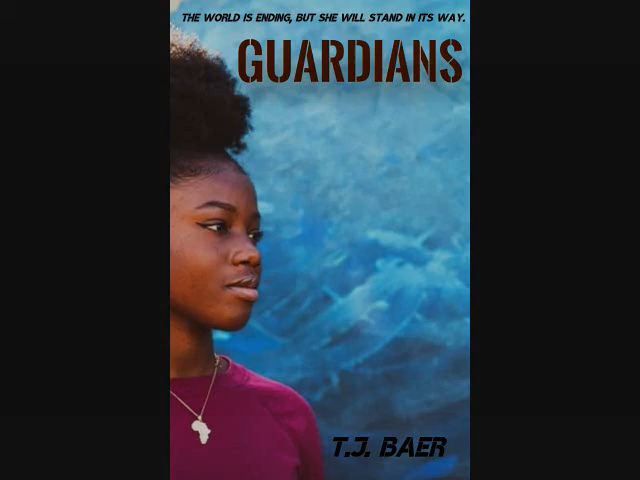 THE WORLD IS ENDING, BUT SHE WILL STAND IN ITS WAY.
GUARDIANS
T.J. BAER